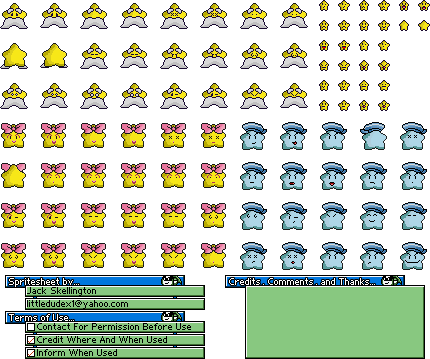 Spritesheet by...
Jack Skellington
littledudex1@yahoo.com
Terms of Use...
Contact For Permission Before Use
Credit Where And When Used
Inform When Used
Credits, Comments, and Thanks...